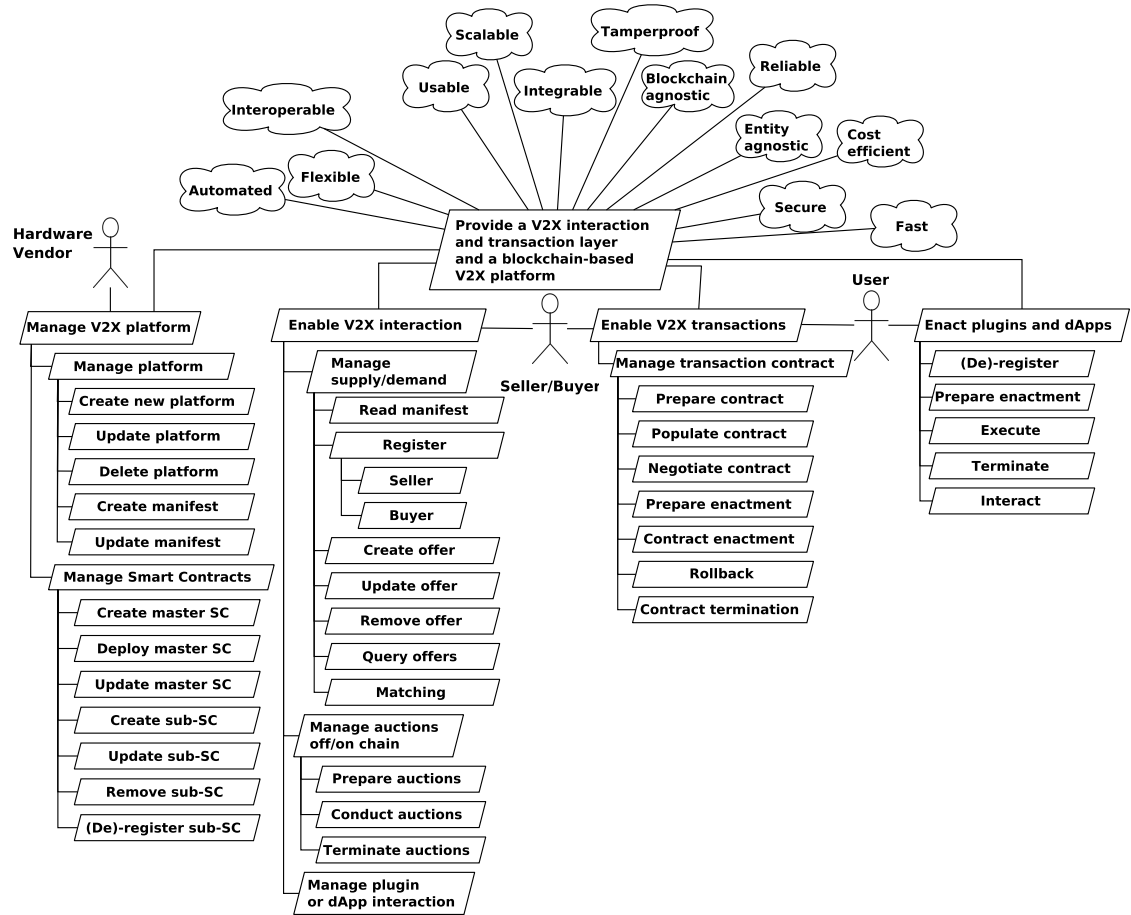 Scalable
Tamperproof
Usable
Integrable
Blockchain
agnostic
Reliable
Interoperable
Entity
agnostic
Cost
efficient
Automated
Flexible
Secure
Fast
Provide a V2X interaction
and transaction layer
and a blockchain-based
V2X platform
Hardware
Vendor
User
Seller/Buyer
Manage V2X platform
Manage platform
Create new platform
Update platform
Delete platform
Create manifest
Update manifest
Manage Smart Contracts
Create master SC
Deploy master SC
Update master SC
Create sub-SC
Update sub-SC
Remove sub-SC
(De)-register sub-SC
Enable V2X interaction
Manage
supply/demand
Read manifest
Register
Seller
Buyer
Create offer
Update offer
Remove offer
Query offers
Matching
Manage auctions
off/on chain
Prepare auctions
Conduct auctions
Terminate auctions
Manage plugin
or dApp interaction
Enable V2X transactions
Manage transaction contract
Prepare contract
Populate contract
Negotiate contract
Prepare enactment
Contract enactment
Rollback
Contract termination
Enact plugins and dApps
(De)-register
Prepare enactment
Execute
Terminate
Interact